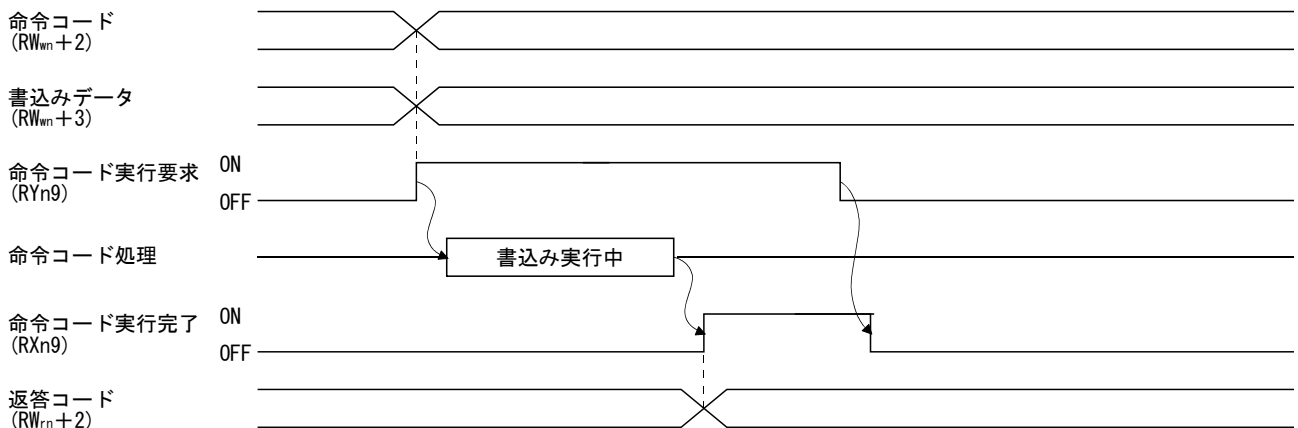 命令コード
(RWwn+2)
書込みデータ
(RWwn+3)
命令コード実行要求 ON
(RYn9) OFF
命令コード処理 書込み実行中
命令コード実行完了 ON
(RXn9) OFF
返答コード
(RWrn+2)